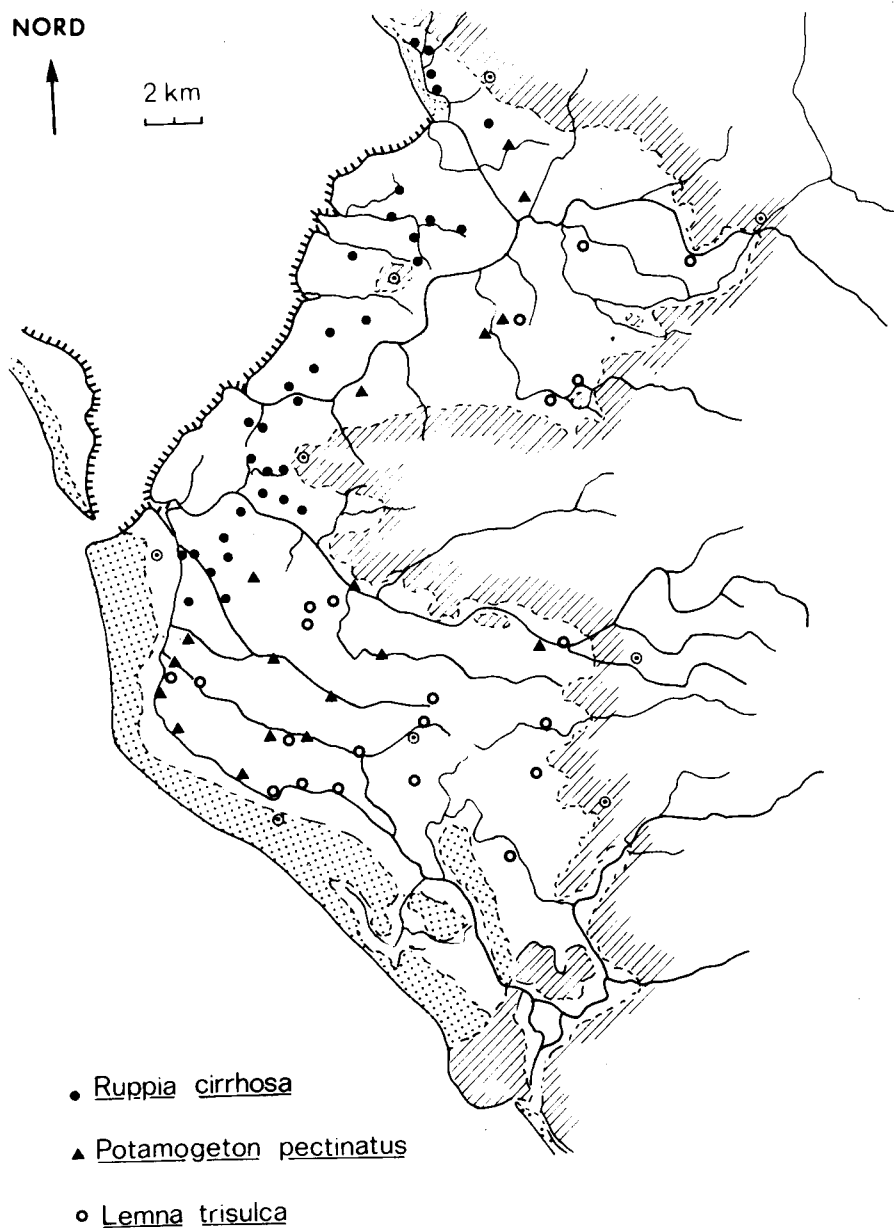 NORD
2 km
Ruppia cirrhosa
Potamogeton pectinatus
Lemna trisulca